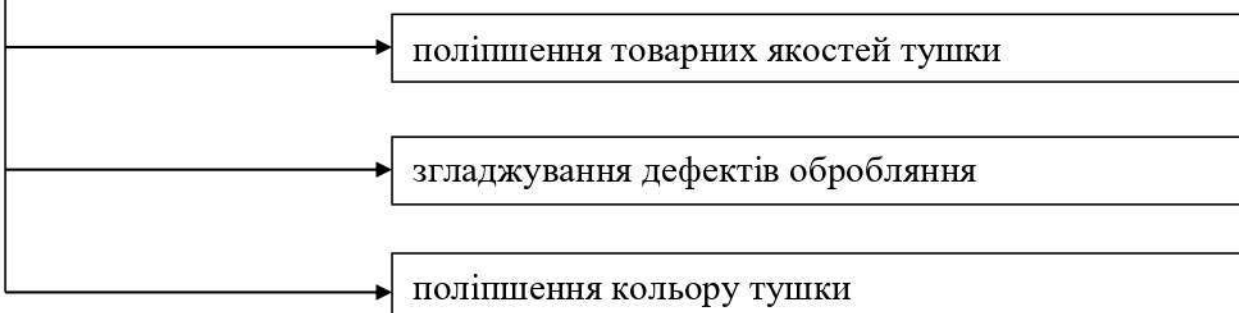 поліпшення товарних якостей тушки
згладжування дефектів обробляння
поліпшення кольору тушки